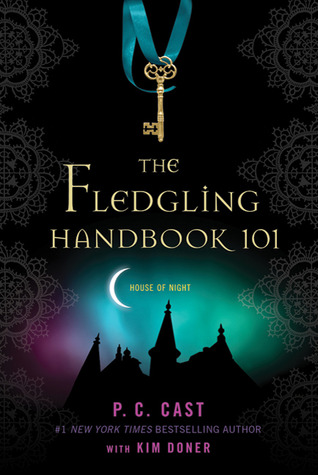 THE
FLEDGLING
HANDBOOK 101
HOUSE OF NIGHT
P. C. CAST
#1 NEW YORK TIMES BESTSELLING AUTHOR
WITH KIM DONER